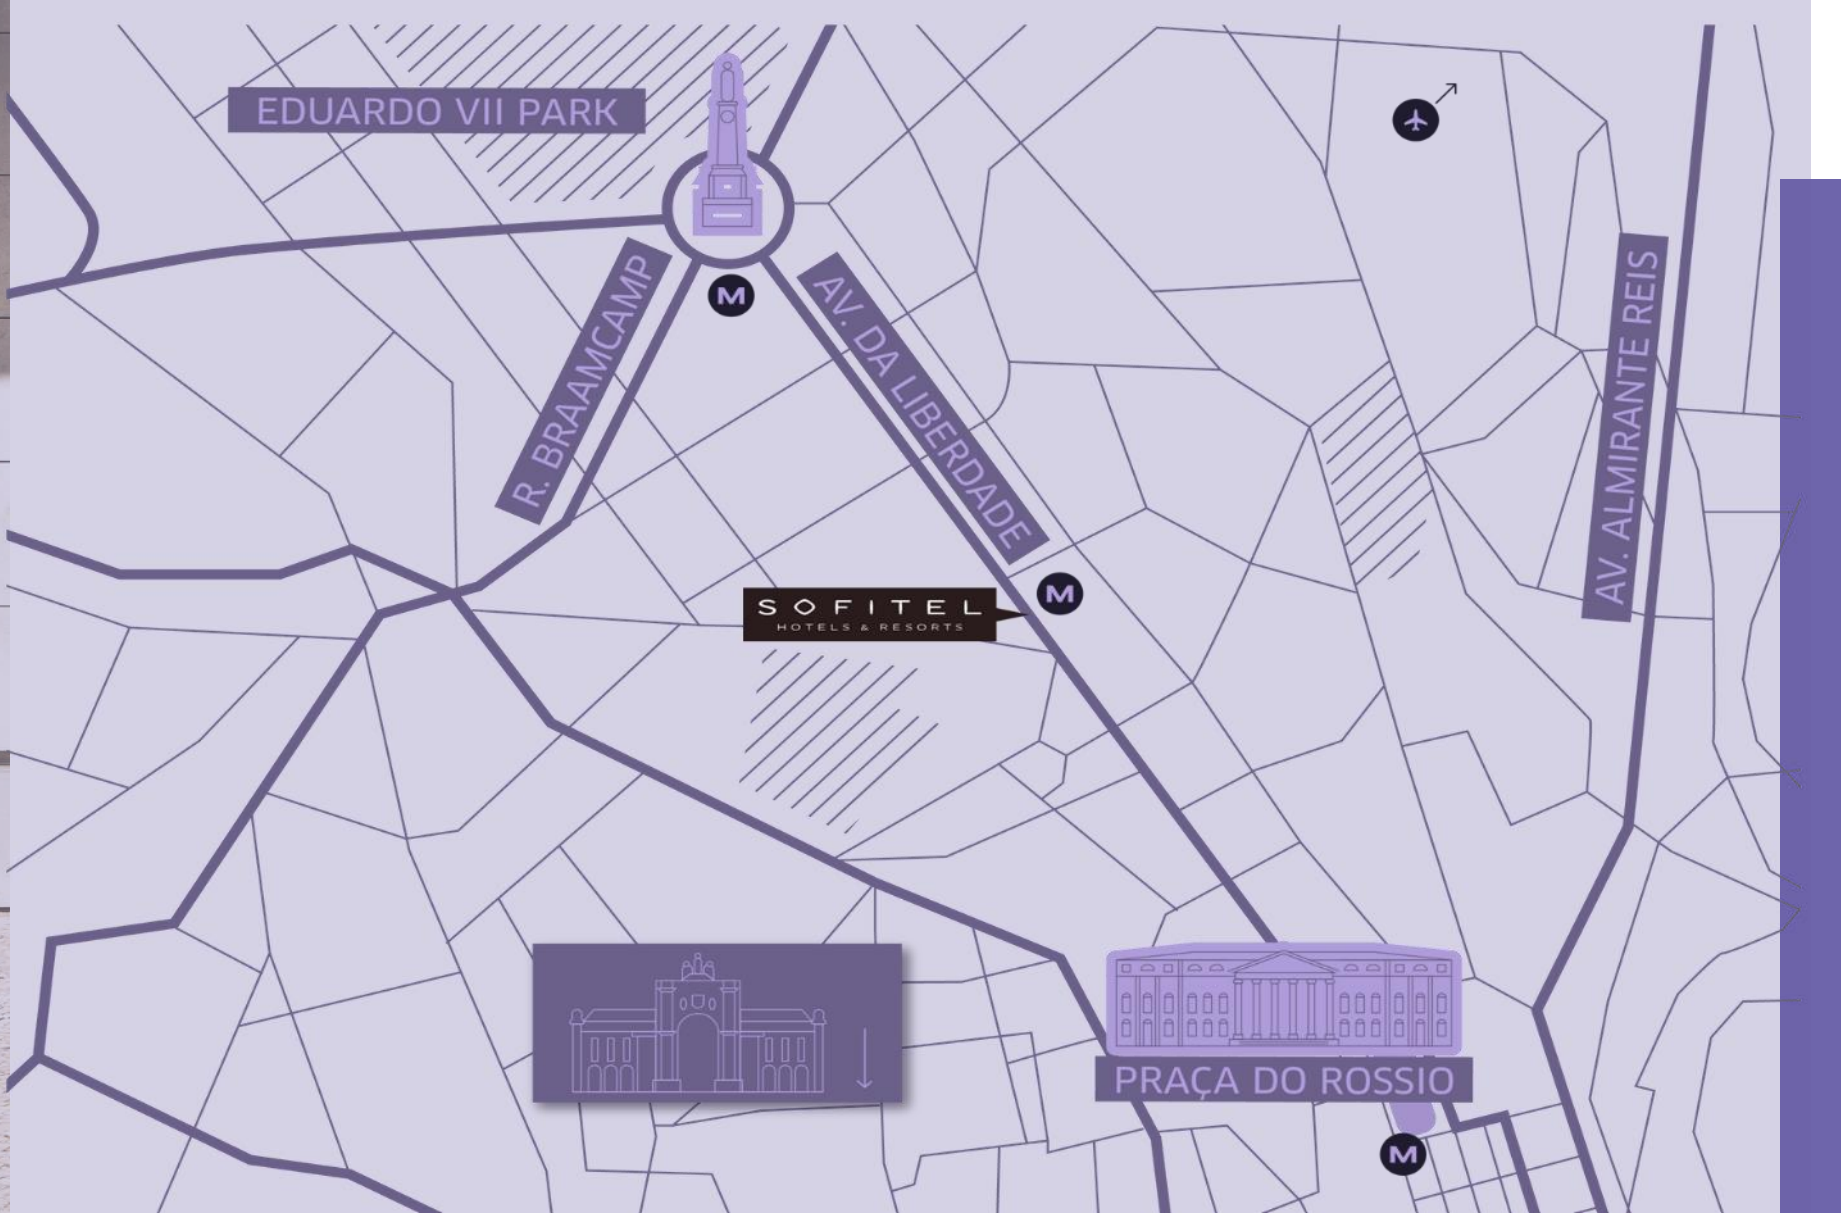 EDUARDO VII PARK
R. BRAAMCAMP
AV. DA LIBERDADE
AV. ALMIRANTE REIS
M
SOFITEL
HOTELS & RESORTS
M
PRAÇA DO ROSSIO
M